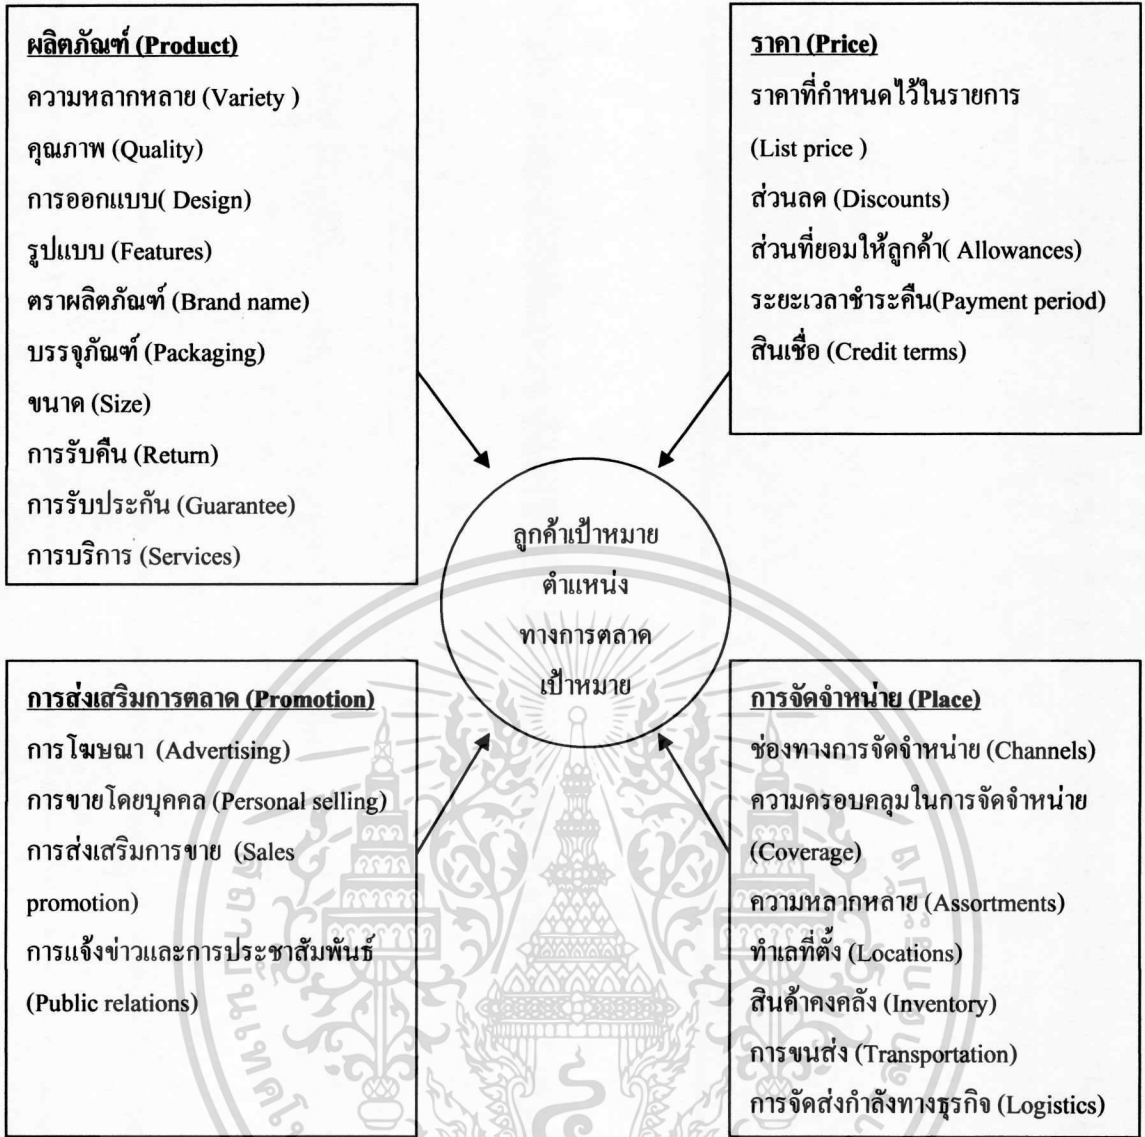 ผลิตภัณฑ์ (Product)
ความหลากหลาย (Variety )
คุณภาพ (Quality)
การออกแบบ( Design)
รูปแบบ (Features)
ตราผลิตภัณฑ์ (Brand name)
บรรจุภัณฑ์ (Packaging)
ขนาด (Size)
การรับคืน (Return)
การรับประกัน (Guarantee)
การบริการ (Services)
ราคา (Price)
ราคาที่กำหนดไว้ในรายการ
(List price )
ส่วนลด (Discounts)
ส่วนที่ยอมให้ลูกค้า( Allowances)
ระยะเวลาชำระคืน(Payment period)
สินเชื่อ (Credit terms)
ลูกค้าเป้าหมาย
ตำแหน่ง
ทางการตลาด
เป้าหมาย
การส่งเสริมการตลาด (Promotion)
การโฆษณา (Advertising)
การขายโดยบุคคล (Personal selling)
การส่งเสริมการขาย (Sales
promotion)
การแจ้งข่าวและการประชาสัมพันธ์
(Public relations)
การจัดจำหน่าย (Place)
ช่องทางการจัดจำหน่าย (Channels)
ความครอบคลุมในการจัดจำหน่าย
(Coverage)
ความหลากหลาย (Assortments)
ทำเลที่ตั้ง (Locations)
สินค้าคงคลัง (Inventory)
การขนส่ง (Transportation)
การจัดส่งกำลังทางธุรกิจ (Logistics)